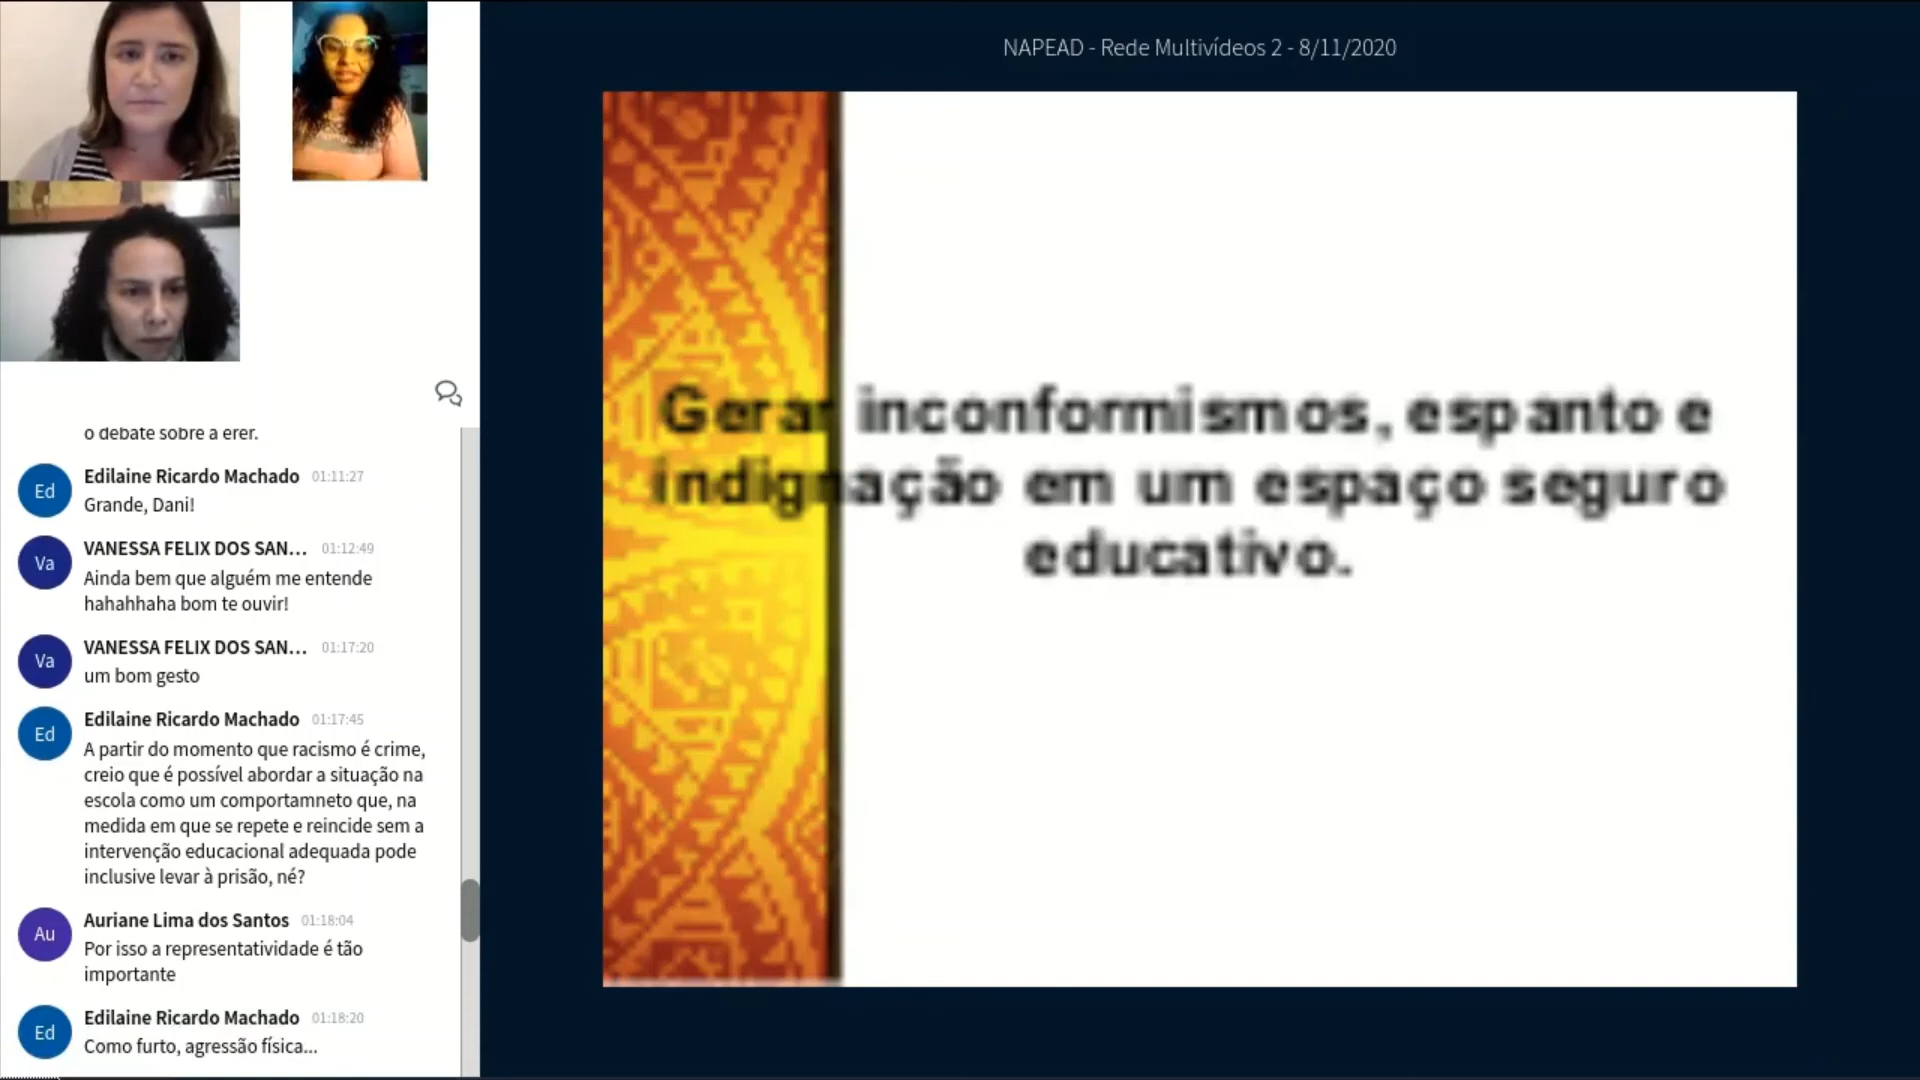 NAPEAD - Rede Multivídeos 2 - 8/11/2020
Gerar inconformismos, espanto e
indignação em um espaço seguro
educativo.
o debate sobre a erer.
Ed
Edilaine Ricardo Machado 01:11:27
Grande, Dani!
Va
VANESSA FELIX DOS SAN... 01:12:49
Ainda bem que alguém me entende
hahahhaha bom te ouvir!
Va
VANESSA FELIX DOS SAN... 01:17:20
um bom gesto
Ed
Edilaine Ricardo Machado 01:17:45
A partir do momento que racismo é crime,
creio que é possível abordar a situação na
escola como um comportamneto que, na
medida em que se repete e reincide sem a
intervenção educacional adequada pode
inclusive levar à prisão, né?
Au
Auriane Lima dos Santos 01:18:04
Por isso a representatividade é tão
importante
Ed
Edilaine Ricardo Machado 01:18:20
Como furto, agressão física...